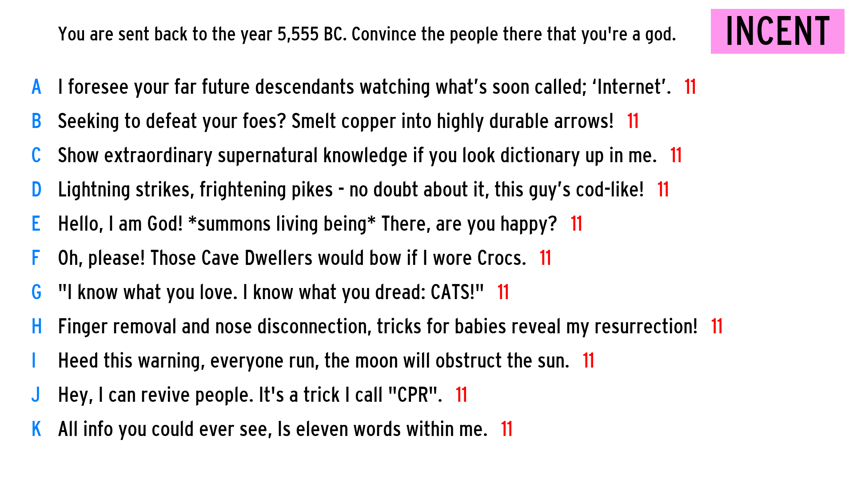 You are sent back to the year 5,555 BC. Convince the people there that you're a god.
INCENT
A I foresee your far future descendants watching what’s soon called; ‘Internet’. 11
B Seeking to defeat your foes? Smelt copper into highly durable arrows! 11
C Show extraordinary supernatural knowledge if you look dictionary up in me. 11
D Lightning strikes, frightening pikes - no doubt about it, this guy’s cod-like! 11
E Hello, I am God! *summons living being* There, are you happy? 11
F Oh, please! Those Cave Dwellers would bow if I wore Crocs. 11
G "I know what you love. I know what you dread: CATS!" 11
H Finger removal and nose disconnection, tricks for babies reveal my resurrection! 11
I Heed this warning, everyone run, the moon will obstruct the sun. 11
J Hey, I can revive people. It's a trick I call "CPR". 11
K All info you could ever see, Is eleven words within me. 11